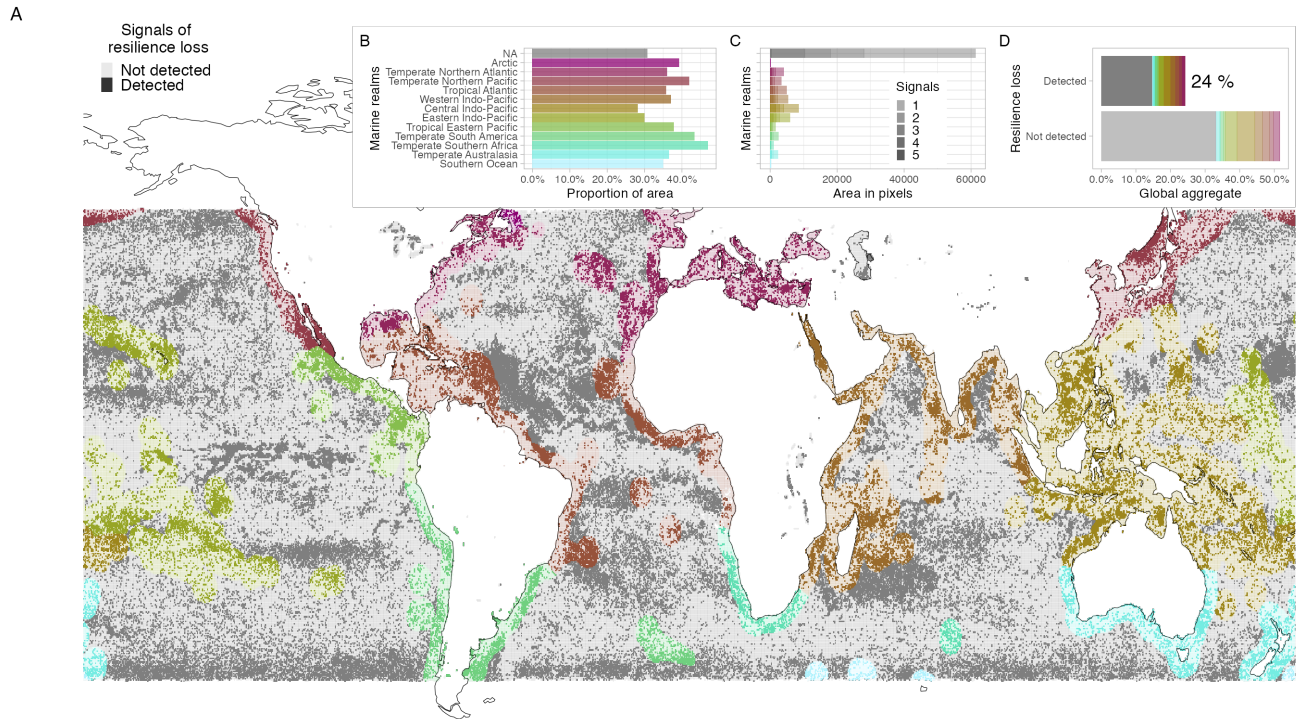 A
Signals of
resilience loss
Not detected
Detected
B
Marine realms
NA
Arctic
Temperate Northern Atlantic
Temperate Northern Pacific
Tropical Atlantic
Western Indo-Pacific
Central Indo-Pacific
Eastern Indo-Pacific
Tropical Eastern Pacific
Temperate South America
Temperate Southern Africa
Temperate Australasia
Southern Ocean
0.0% 10.0% 20.0% 30.0% 40.0%
Proportion of area
C
Marine realms
Signals
1
2
3
4
5
0 20000 40000 60000
Area in pixels
D
Resilience loss
Detected
24 %
Not detected
0.0% 10.0% 20.0% 30.0% 40.0% 50.0%
Global aggregate